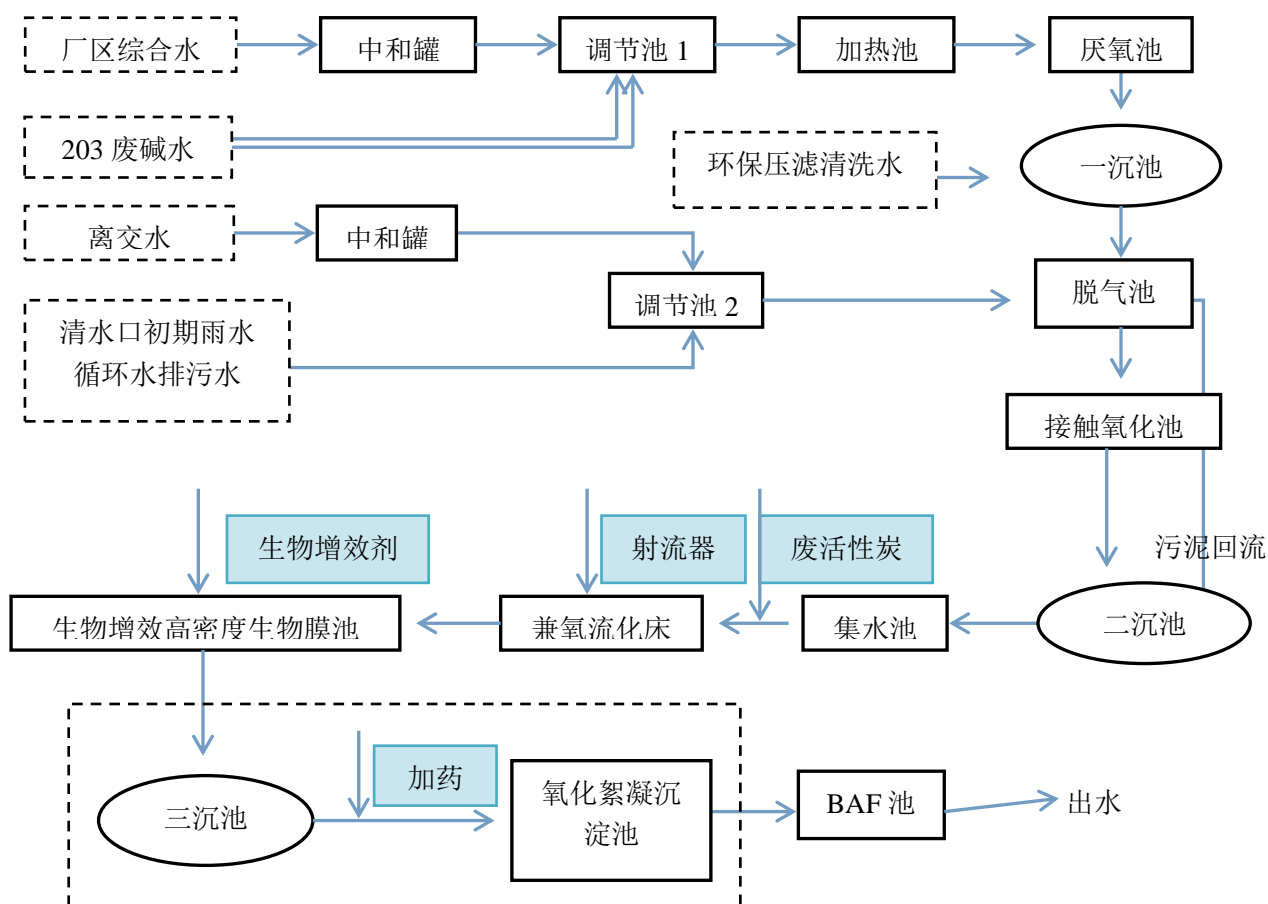 厂区综合水
中和罐
调节池 1
加热池
厌氧池
203 废碱水
环保压滤清洗水
一沉池
离交水
中和罐
调节池 2
脱气池
清水口初期雨水
循环水排污水
接触氧化池
生物增效剂
射流器
废活性炭
污泥回流
生物增效高密度生物膜池
兼氧流化床
集水池
二沉池
三沉池
加药
氧化絮凝沉
淀池
BAF 池
出水